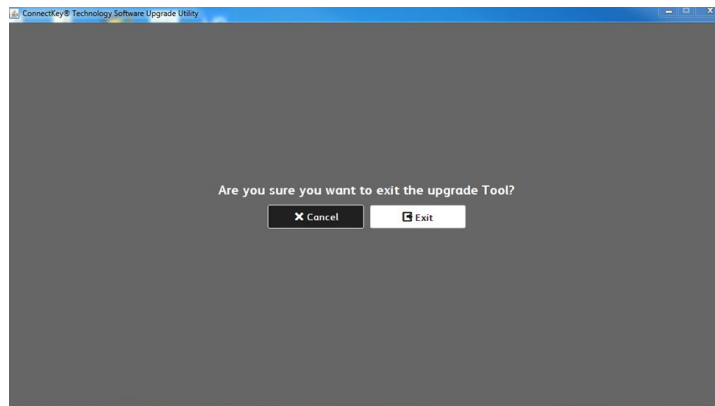 ConnectKey® Technology Software Upgrade Utility
Are you sure you want to exit the upgrade Tool?
Cancel
Exit